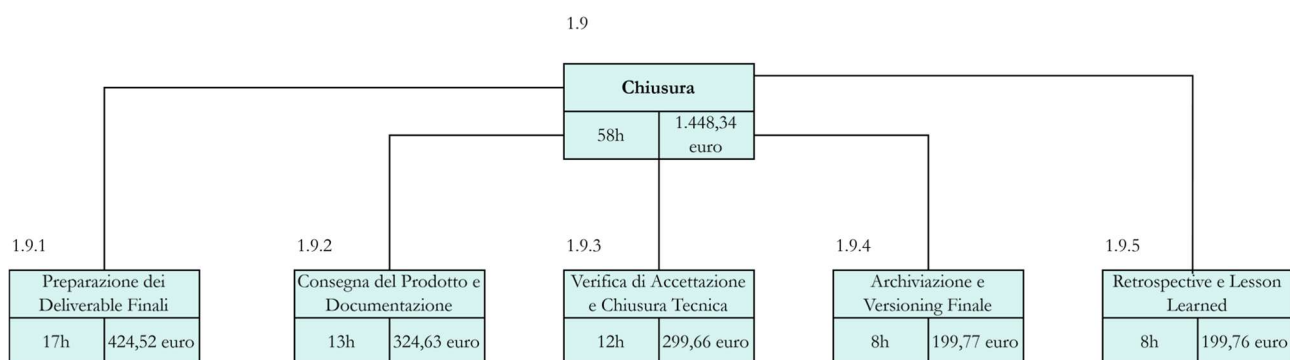 1.9
Chiusura
58h
1.448,34
euro
1.9.1
Preparazione dei
Deliverable Finali
17h
424,52 euro
1.9.2
Consegna del Prodotto e
Documentazione
13h
324,63 euro
1.9.3
Verifica di Accettazione
e Chiusura Tecnica
12h
299,66 euro
1.9.4
Archiviazione e
Versioning Finale
8h
199,77 euro
1.9.5
Retrospective e Lesson
Learned
8h
199,76 euro